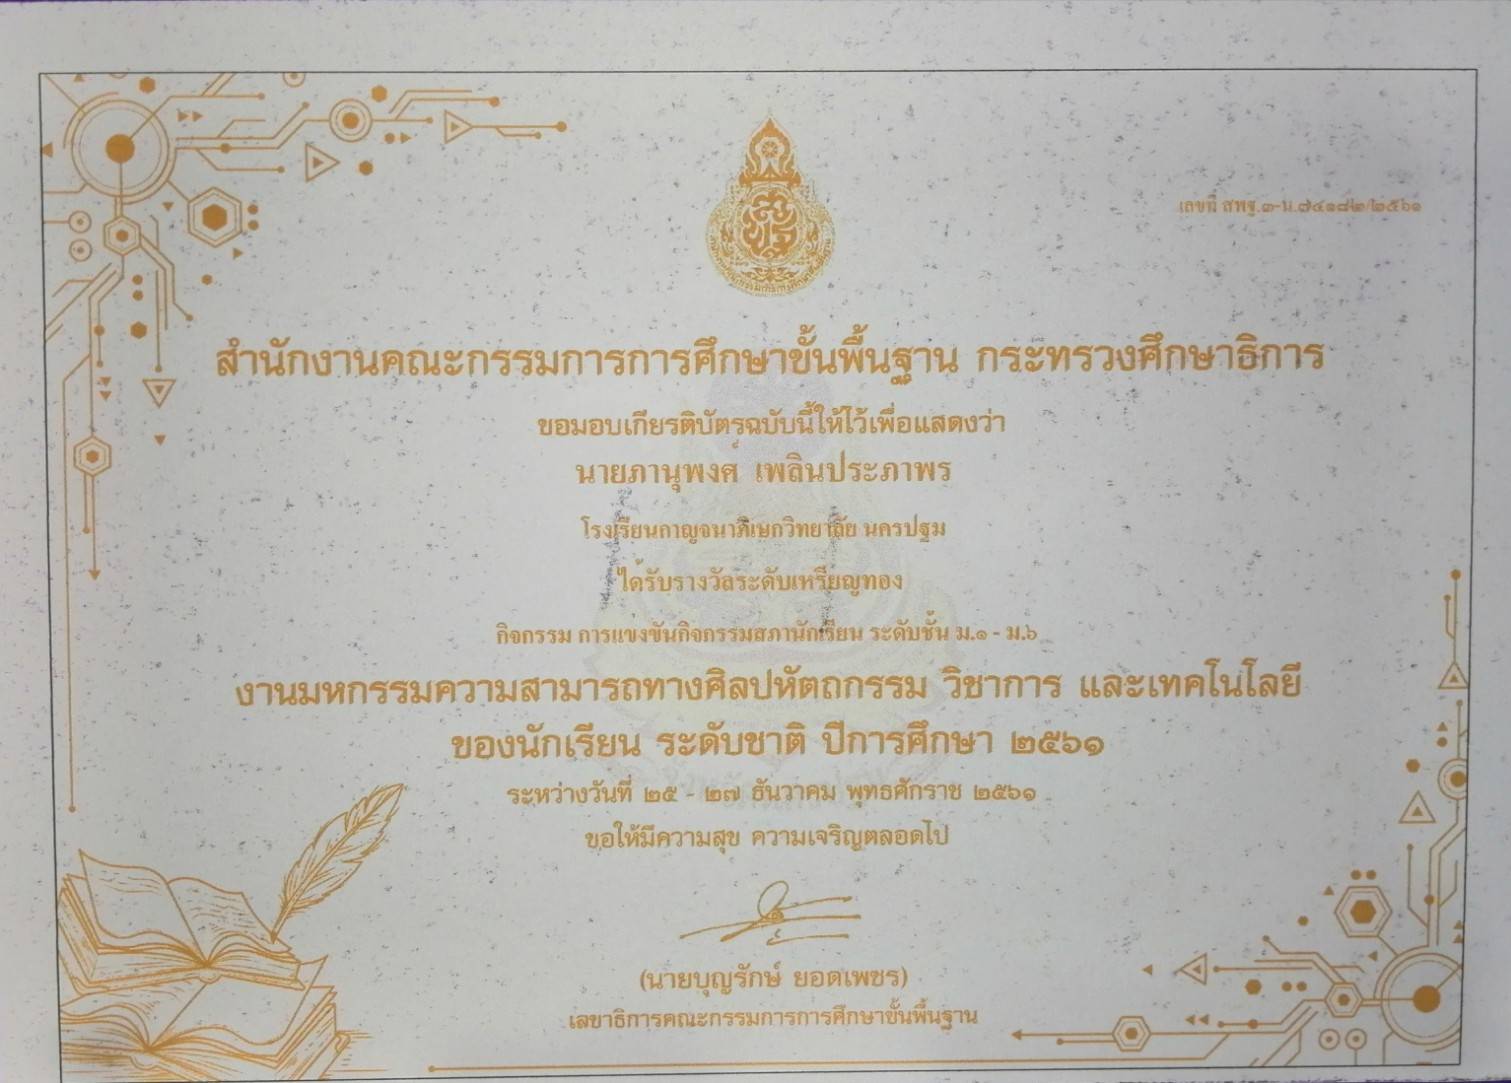 เลขที่ สพฐ.๓-น.๗๔๑๘๒/๒๕๖๑
สำนักงานคณะกรรมการการศึกษาขั้นพื้นฐาน กระทรวงศึกษาธิการ
ขอมอบเกียรติบัตรฉบับนี้ให้ไว้เพื่อแสดงว่า
นายภานุพงศ์ เพลินประภาพร
โรงเรียนกาญจนาภิเษกวิทยาลัย นครปฐม
ได้รับรางวัลระดับเหรียญทอง
กิจกรรม การแข่งขันกิจกรรมสภานักเรียน ระดับชั้น ม.๑ - ม.๖
งานมหกรรมความสามารถทางศิลปหัตถกรรม วิชาการ และเทคโนโลยี
ของนักเรียน ระดับชาติ ปีการศึกษา ๒๕๖๑
ระหว่างวันที่ ๒๕ - ๒๗ ธันวาคม พุทธศักราช ๒๕๖๑
ขอให้มีความสุข ความเจริญตลอดไป
(นายบุญรักษ์ ยอดเพชร)
เลขาธิการคณะกรรมการการศึกษาขั้นพื้นฐาน